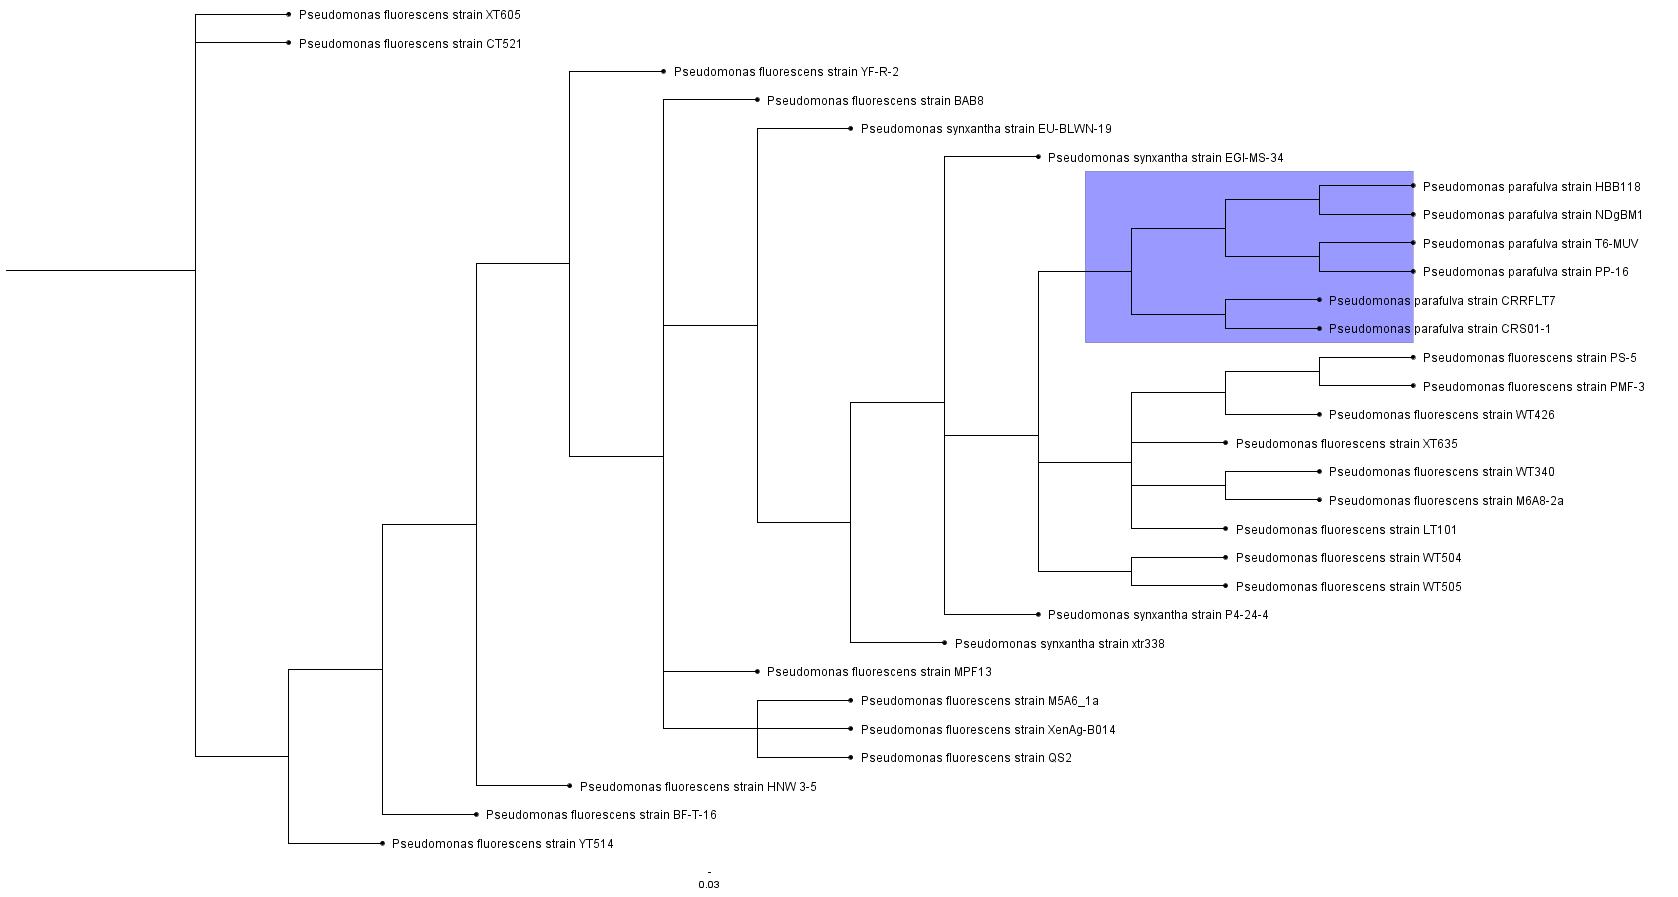 Pseudomonas fluorescens strain XT605
Pseudomonas fluorescens strain CT521
Pseudomonas fluorescens strain YF-R-2
Pseudomonas fluorescens strain BAB8
Pseudomonas synxantha strain EU-BLWN-19
Pseudomonas synxantha strain EGI-MS-34
Pseudomonas parafulva strain HBB118
Pseudomonas parafulva strain NDgBM1
Pseudomonas parafulva strain T6-MUV
Pseudomonas parafulva strain PP-16
Pseudomonas parafulva strain CRRFLT7
Pseudomonas parafulva strain CRS01-1
Pseudomonas fluorescens strain PS-5
Pseudomonas fluorescens strain PMF-3
Pseudomonas fluorescens strain WT426
Pseudomonas fluorescens strain XT635
Pseudomonas fluorescens strain WT340
Pseudomonas fluorescens strain M6A8-2a
Pseudomonas fluorescens strain LT101
Pseudomonas fluorescens strain WT504
Pseudomonas fluorescens strain WT505
Pseudomonas synxantha strain P4-24-4
Pseudomonas synxantha strain xtr338
Pseudomonas fluorescens strain MPF13
Pseudomonas fluorescens strain M5A6_1a
Pseudomonas fluorescens strain XenAg-B014
Pseudomonas fluorescens strain QS2
Pseudomonas fluorescens strain HNW 3-5
Pseudomonas fluorescens strain BF-T-16
Pseudomonas fluorescens strain YT514
0.03